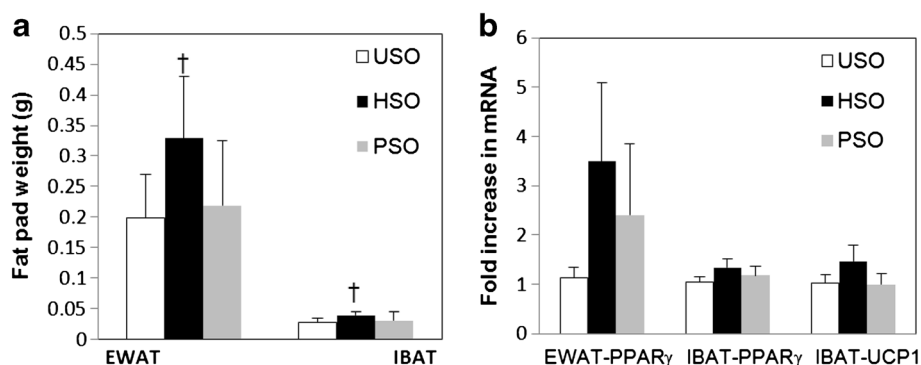 a
Fat pad weight (g)
0.5
0.45
0.4
0.35
0.3
0.25
0.2
0.15
0.1
0.05
0
†
†
USO
HSO
PSO
EWAT
IBAT
b
Fold increase in mRNA
6
5
4
3
2
1
0
USO
HSO
PSO
EWAT-PPARγ
IBAT-PPARγ
IBAT-UCP1